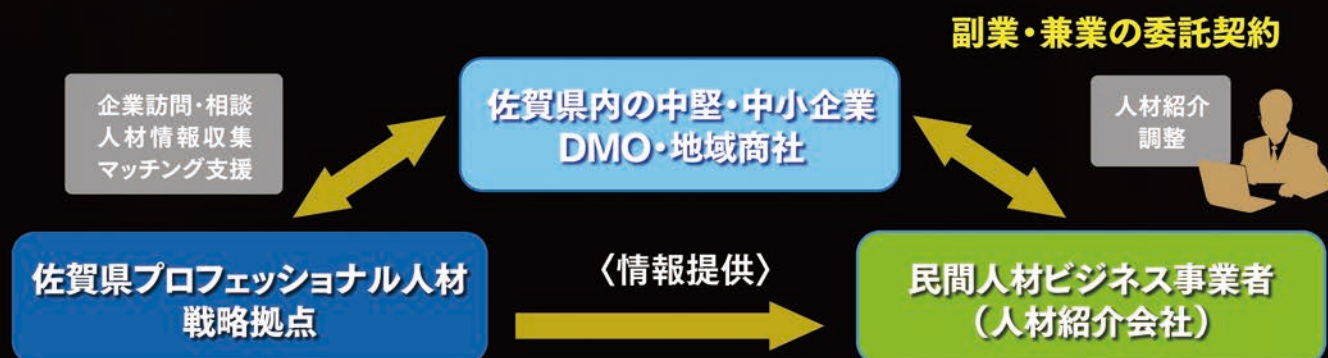 副業・兼業の委託契約
企業訪問・相談
人材情報収集
マッチング支援
佐賀県内の中堅・中小企業
DMO・地域商社
人材紹介
調整
佐賀県プロフェッショナル人材
戦略拠点
〈情報提供〉
民間人材ビジネス事業者
(人材紹介会社)